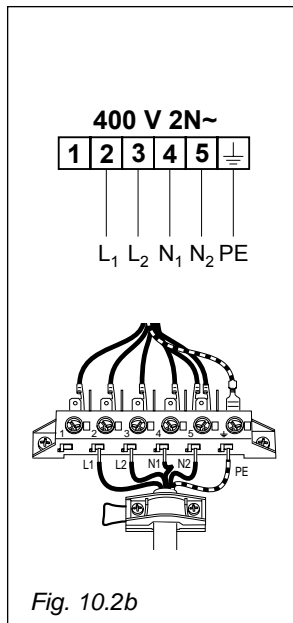 400 V 2N~
1 2 3 4 5
L₁ L₂ N₁ N₂ PE
1 2 3 4 5
L1 L2 N1 N2 PE
Fig. 10.2b